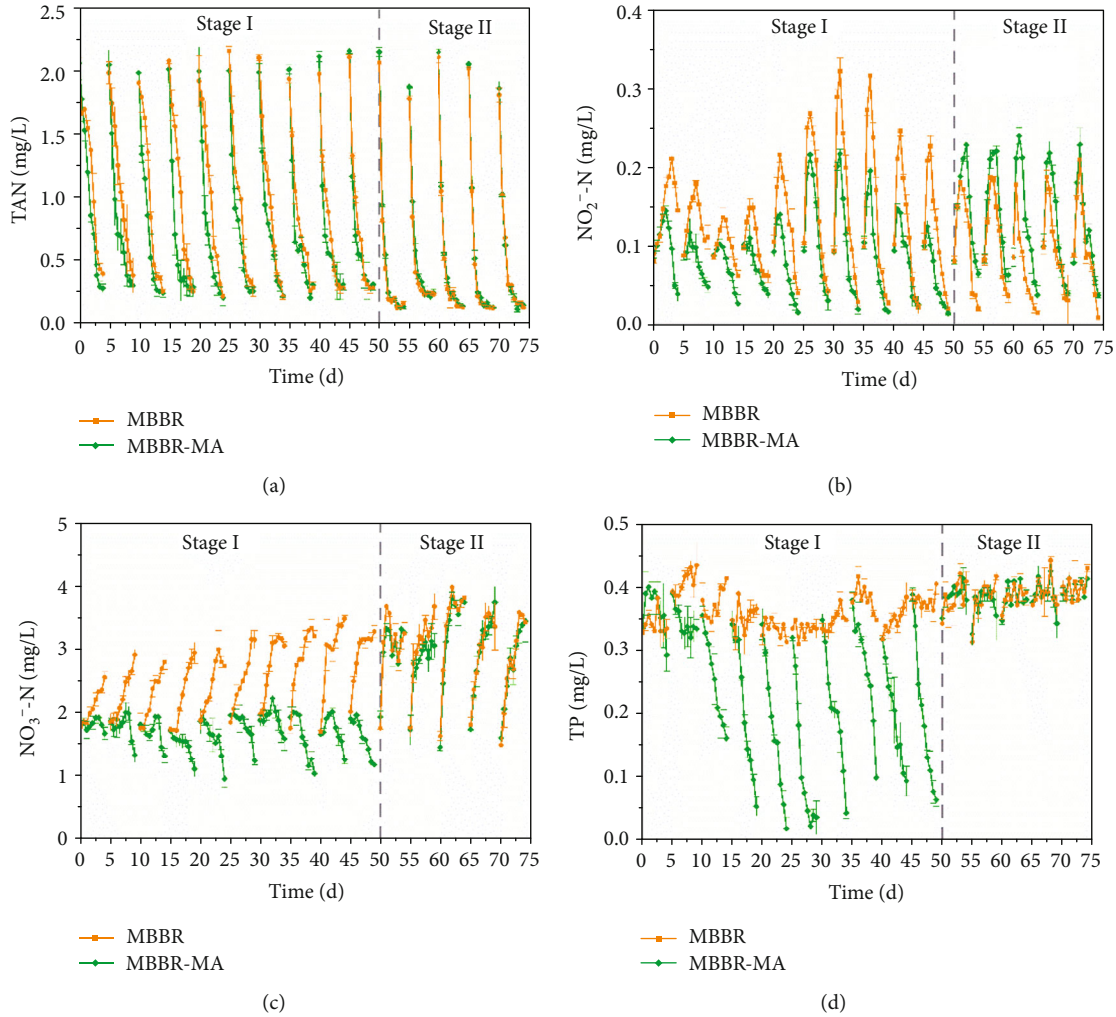 Stage I Stage II
2.5
2.0
1.5
1.0
0.5
0.0
TAN (mg/L)
0 5 10 15 20 25 30 35 40 45 50 55 60 65 70 75
Time (d)
MBBR
MBBR-MA
(a)
Stage I Stage II
0.4
0.3
0.2
0.1
0.0
NO₂⁻-N (mg/L)
0 5 10 15 20 25 30 35 40 45 50 55 60 65 70 75
Time (d)
MBBR
MBBR-MA
(b)
Stage I Stage II
5
4
3
2
1
0
NO₃⁻-N (mg/L)
0 5 10 15 20 25 30 35 40 45 50 55 60 65 70 75
Time (d)
MBBR
MBBR-MA
(c)
Stage I Stage II
0.5
0.4
0.3
0.2
0.1
0.0
TP (mg/L)
0 5 10 15 20 25 30 35 40 45 50 55 60 65 70 75
Time (d)
MBBR
MBBR-MA
(d)